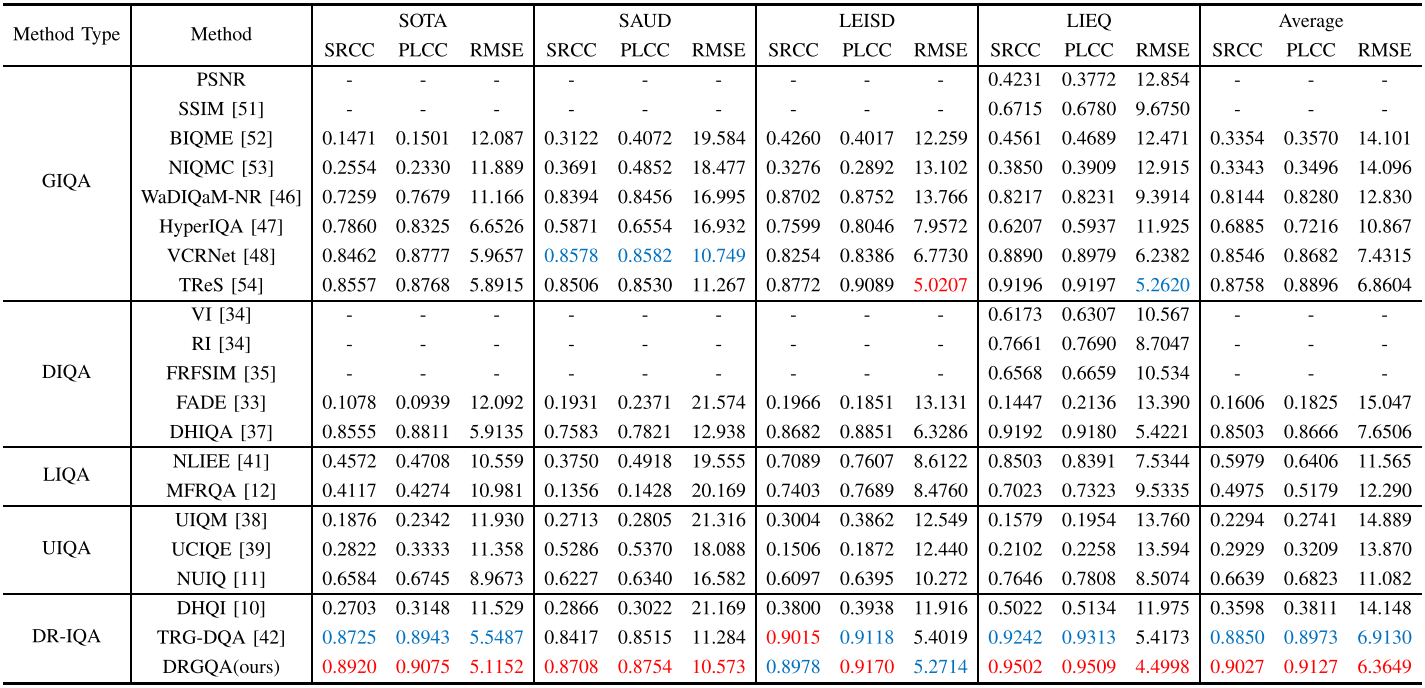 Method Type Method SOTA SAUD LEISD LIEQ Average
SRCC PLCC RMSE SRCC PLCC RMSE SRCC PLCC RMSE SRCC PLCC RMSE SRCC PLCC RMSE
GIQA
PSNR - - - - - - - - - 0.4231 0.3772 12.854 - - -
SSIM [51] - - - - - - - - - 0.6715 0.6780 9.6750 - - -
BIQME [52] 0.1471 0.1501 12.087 0.3122 0.4072 19.584 0.4260 0.4017 12.259 0.4561 0.4689 12.471 0.3354 0.3570 14.101
NIQMC [53] 0.2554 0.2330 11.889 0.3691 0.4852 18.477 0.3276 0.2892 13.102 0.3850 0.3909 12.915 0.3343 0.3496 14.096
WaDIQaM-NR [46] 0.7259 0.7679 11.166 0.8394 0.8456 16.995 0.8702 0.8752 13.766 0.8217 0.8231 9.3914 0.8144 0.8280 12.830
HyperIQA [47] 0.7860 0.8325 6.6526 0.5871 0.6554 16.932 0.7599 0.8046 7.9572 0.6207 0.5937 11.925 0.6885 0.7216 10.867
VCRNet [48] 0.8462 0.8777 5.9657 0.8578 0.8582 10.749 0.8254 0.8386 6.7730 0.8890 0.8979 6.2382 0.8546 0.8682 7.4315
TReS [54] 0.8557 0.8768 5.8915 0.8506 0.8530 11.267 0.8772 0.9089 5.0207 0.9196 0.9197 5.2620 0.8758 0.8896 6.8604
DIQA
VI [34] - - - - - - - - - 0.6173 0.6307 10.567 - - -
RI [34] - - - - - - - - - 0.7661 0.7690 8.7047 - - -
FRFSIM [35] - - - - - - - - - 0.6568 0.6659 10.534 - - -
FADE [33] 0.1078 0.0939 12.092 0.1931 0.2371 21.574 0.1966 0.1851 13.131 0.1447 0.2136 13.390 0.1606 0.1825 15.047
DHIQA [37] 0.8555 0.8811 5.9135 0.7583 0.7821 12.938 0.8682 0.8851 6.3286 0.9192 0.9180 5.4221 0.8503 0.8666 7.6506
LIQA
NLIEE [41] 0.4572 0.4708 10.559 0.3750 0.4918 19.555 0.7089 0.7607 8.6122 0.8503 0.8391 7.5344 0.5979 0.6406 11.565
MFRQA [12] 0.4117 0.4274 10.981 0.1356 0.1428 20.169 0.7403 0.7689 8.4760 0.7023 0.7323 9.5335 0.4975 0.5179 12.290
UIQA
UIQM [38] 0.1876 0.2342 11.930 0.2713 0.2805 21.316 0.3004 0.3862 12.549 0.1579 0.1954 13.760 0.2294 0.2741 14.889
UCIQE [39] 0.2822 0.3333 11.358 0.5286 0.5370 18.088 0.1506 0.1872 12.440 0.2102 0.2258 13.594 0.2929 0.3209 13.870
NUIQ [11] 0.6584 0.6745 8.9673 0.6227 0.6340 16.582 0.6097 0.6395 10.272 0.7646 0.7808 8.5074 0.6639 0.6823 11.082
DR-IQA
DHQI [10] 0.2703 0.3148 11.529 0.2866 0.3022 21.169 0.3800 0.3938 11.916 0.5022 0.5134 11.975 0.3598 0.3811 14.148
TRG-DQA [42] 0.8725 0.8943 5.5487 0.8417 0.8515 11.284 0.9015 0.9118 5.4019 0.9242 0.9313 5.4173 0.8850 0.8973 6.9130
DRGQA(ours) 0.8920 0.9075 5.1152 0.8708 0.8754 10.573 0.8978 0.9170 5.2714 0.9502 0.9509 4.4998 0.9027 0.9127 6.3649